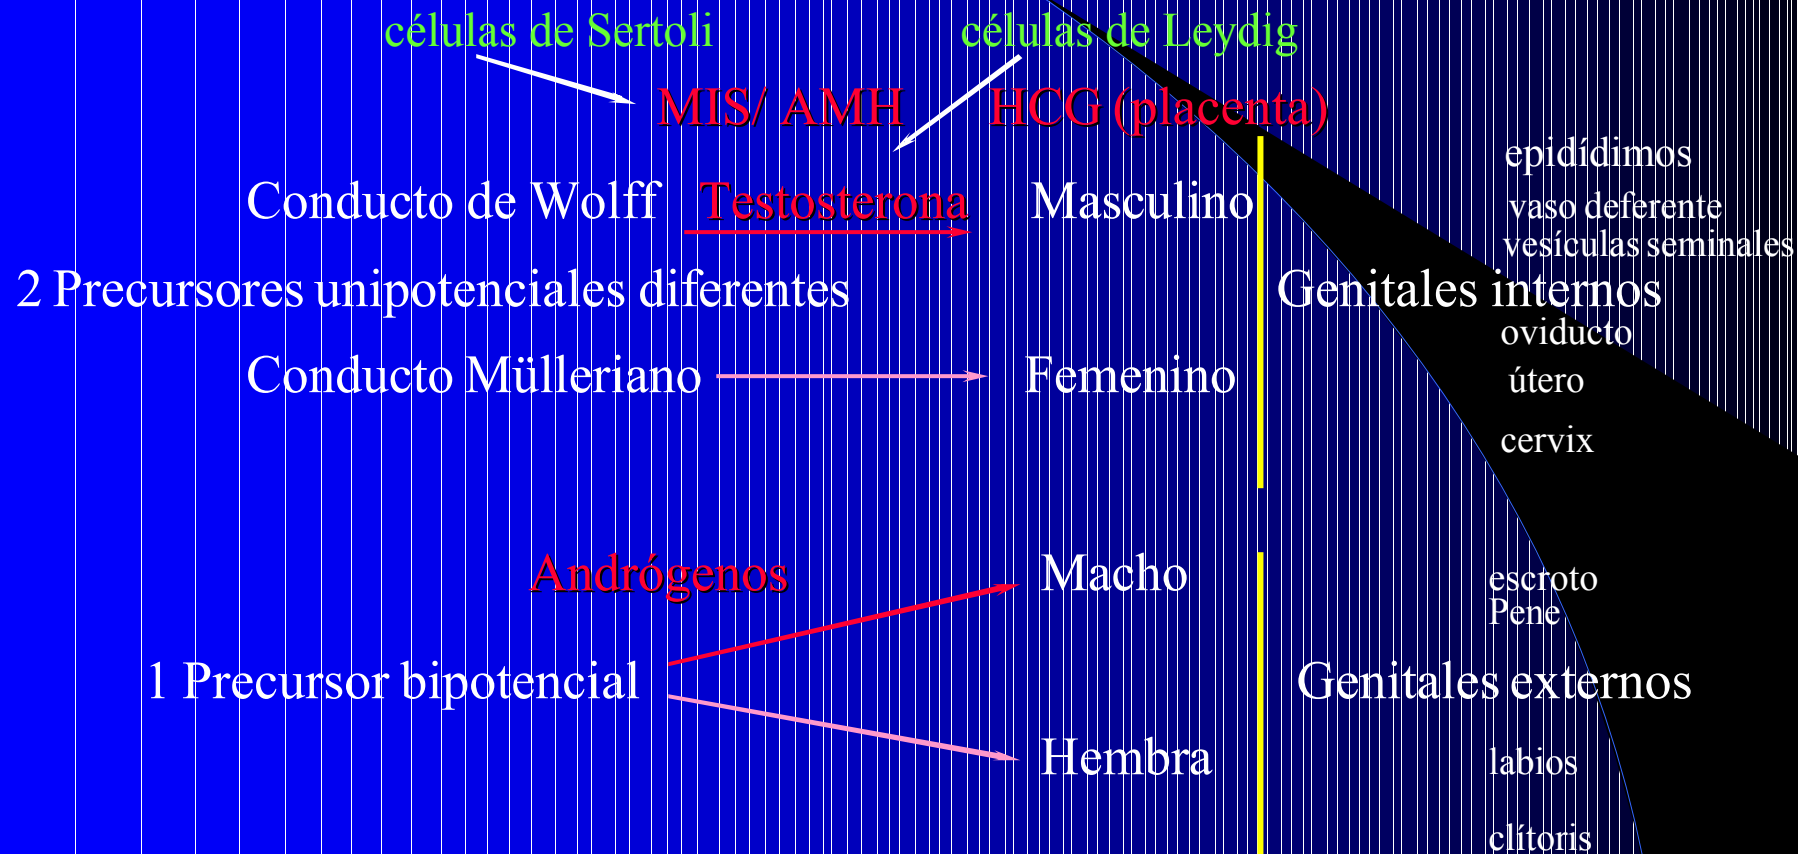 células de Sertoli
células de Leydig
MIS/ AMH
HCG (placenta)
Conducto de Wolff
Testosterona
Masculino
epidídimos
vaso deferente
vesículas seminales
2 Precursores unipotenciales diferentes
Genitales internos
Conducto Mülleriano
Femenino
oviducto
útero
cervix
Andrógenos
Macho
escroto
Pene
1 Precursor bipotencial
Genitales externos
Hembra
labios
clítoris